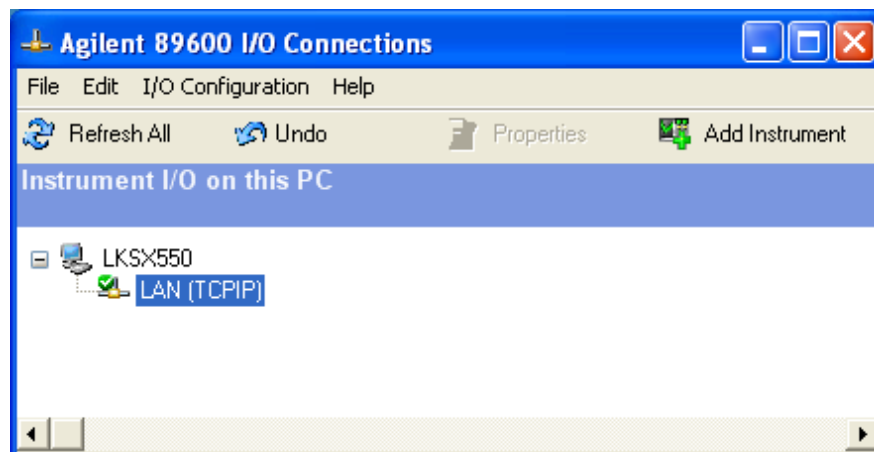 Agilent 89600 I/O Connections
File Edit I/O Configuration Help
Refresh All Undo Properties Add Instrument
Instrument I/O on this PC
LKSX550
LAN (TCPIP)